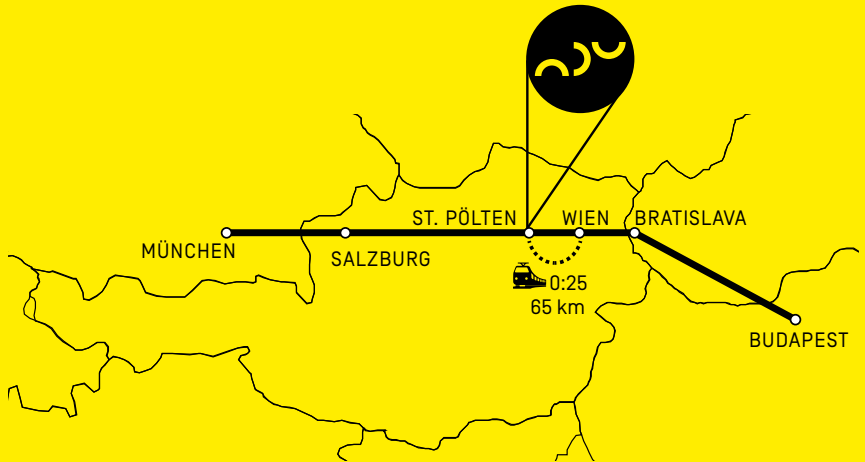 ST. PÖLTEN
WIEN
BRATISLAVA
MÜNCHEN
SALZBURG
0:25
65 km
BUDAPEST